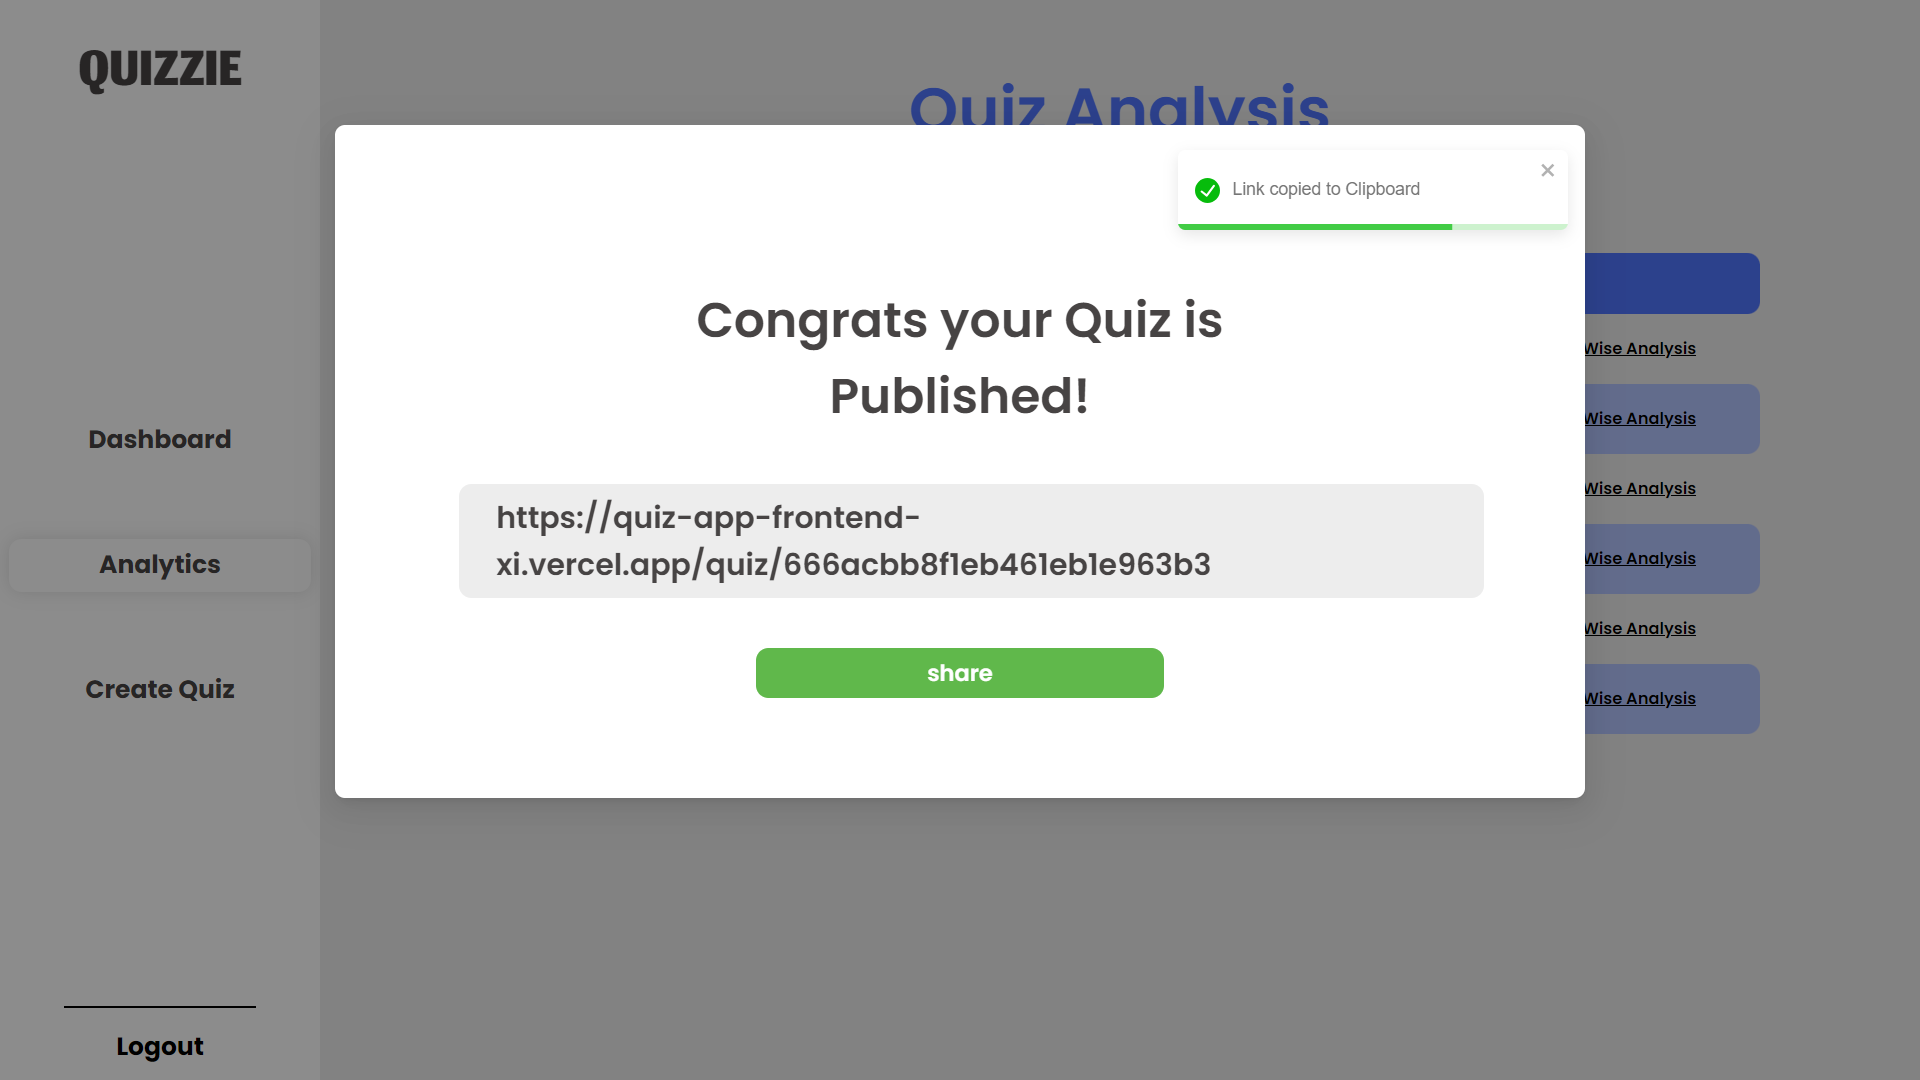 QUIZZIE
Quiz Analysis
Link copied to Clipboard
Congrats your Quiz is
Published!
https://quiz-app-frontend-
xi.vercel.app/quiz/666acbb8f1eb461eb1e963b3
share
Dashboard
Analytics
Create Quiz
Logout
Wise Analysis
Wise Analysis
Wise Analysis
Wise Analysis
Wise Analysis
Wise Analysis